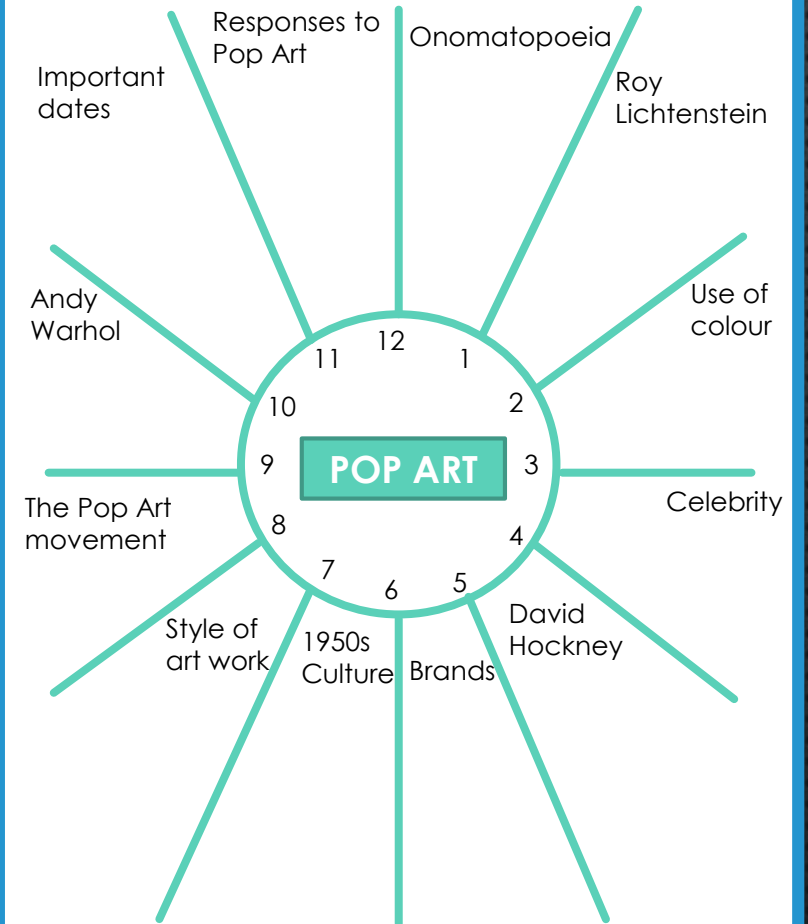 Responses to
Pop Art
Onomatopoeia
Important
dates
Roy
Lichtenstein
Andy
Warhol
Use of
colour
12
11
1
10
2
9
POP ART
3
The Pop Art
movement
Celebrity
8
4
7
6
5
Style of
art work
1950s
Culture
Brands
David
Hockney